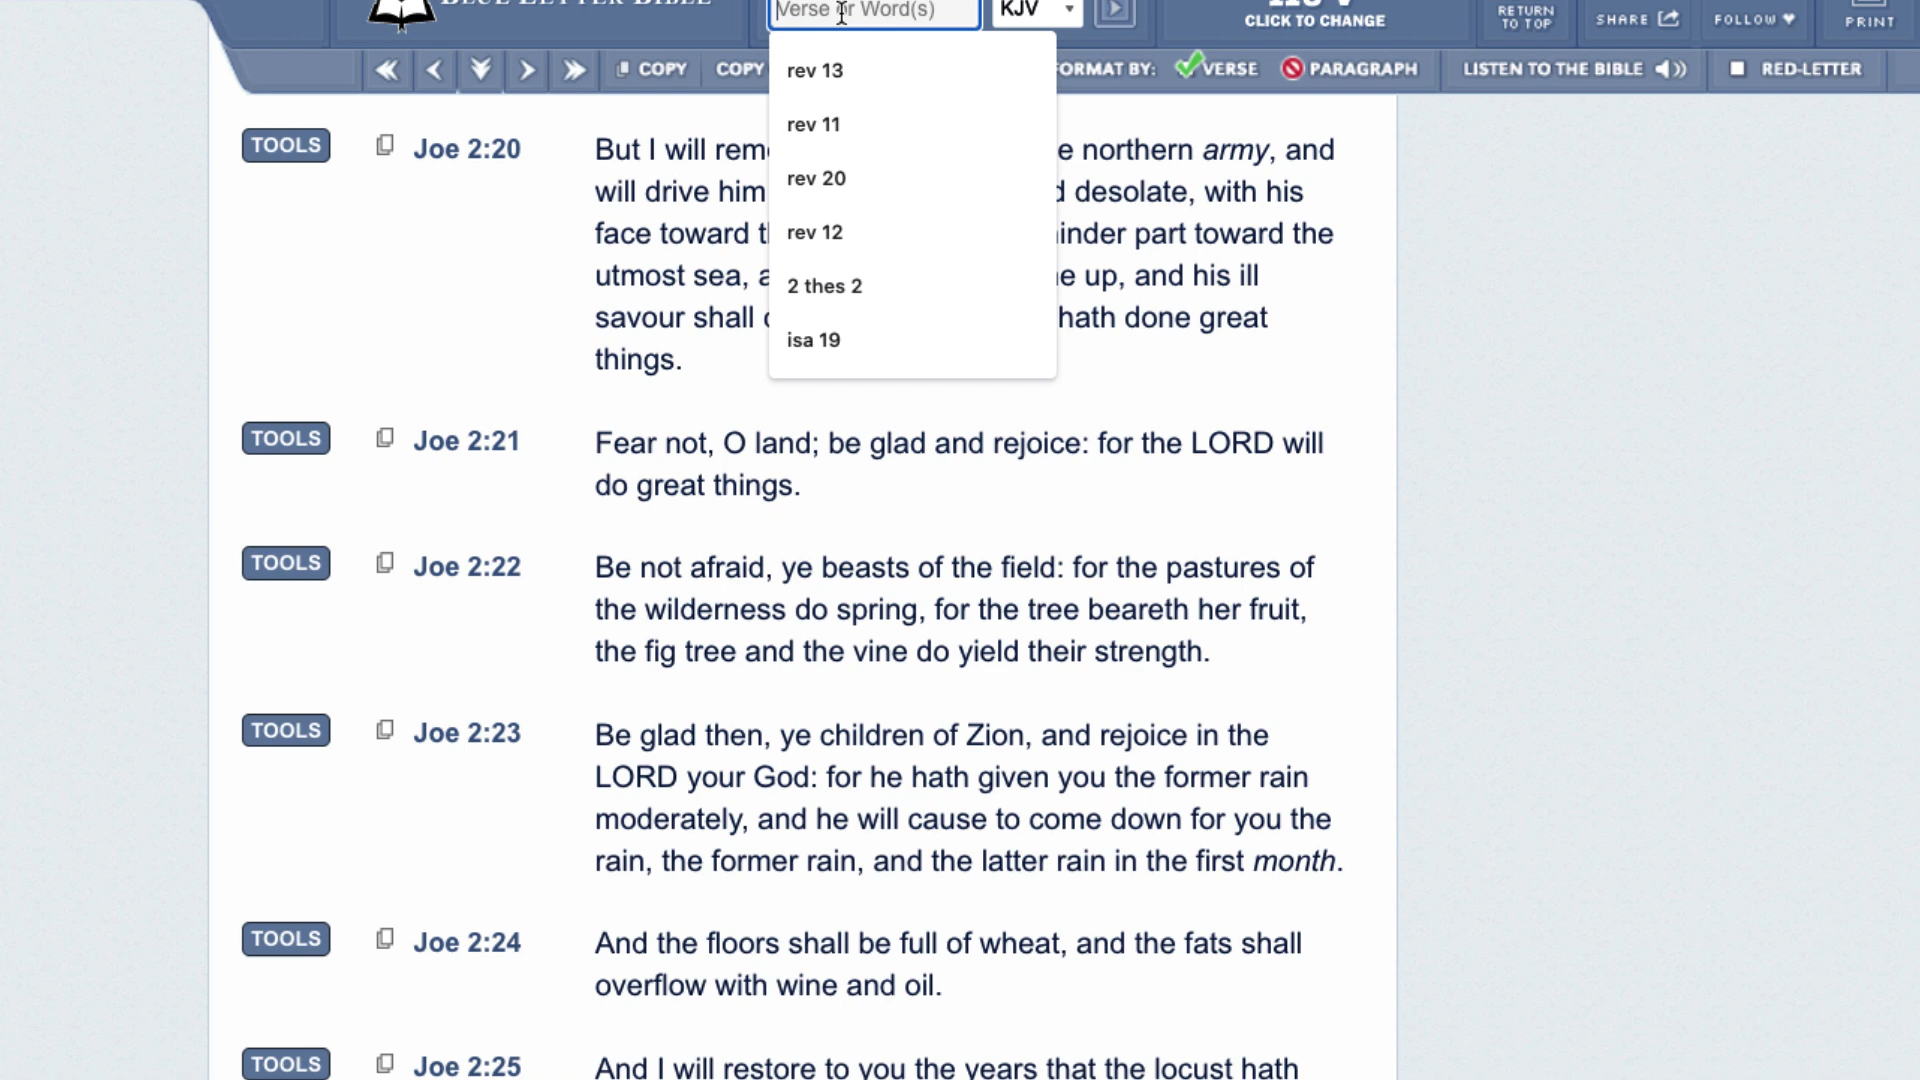 BLUE LETTER BIBLE
Verse or Word(s)
KJV
CLICK TO CHANGE
RETURN
TO TOP
SHARE
FOLLOW
PRINT
COPY
COPY
FORMAT BY:
VERSE
PARAGRAPH
LISTEN TO THE BIBLE
RED-LETTER
rev 13
rev 11
rev 20
rev 12
2 thes 2
isa 19
TOOLS
Joe 2:20
But I will e northern army, and
will drive him desolate, with his
face toward part toward the
utmost sea, up, and his ill
savour shall hath done great
things.
TOOLS
Joe 2:21
Fear not, O land; be glad and rejoice: for the LORD will
do great things.
TOOLS
Joe 2:22
Be not afraid, ye beasts of the field: for the pastures of
the wilderness do spring, for the tree beareth her fruit,
the fig tree and the vine do yield their strength.
TOOLS
Joe 2:23
Be glad then, ye children of Zion, and rejoice in the
LORD your God: for he hath given you the former rain
moderately, and he will cause to come down for you the
rain, the former rain, and the latter rain in the first month.
TOOLS
Joe 2:24
And the floors shall be full of wheat, and the fats shall
overflow with wine and oil.
TOOLS
Joe 2:25
And I will restore to you the years that the locust hath